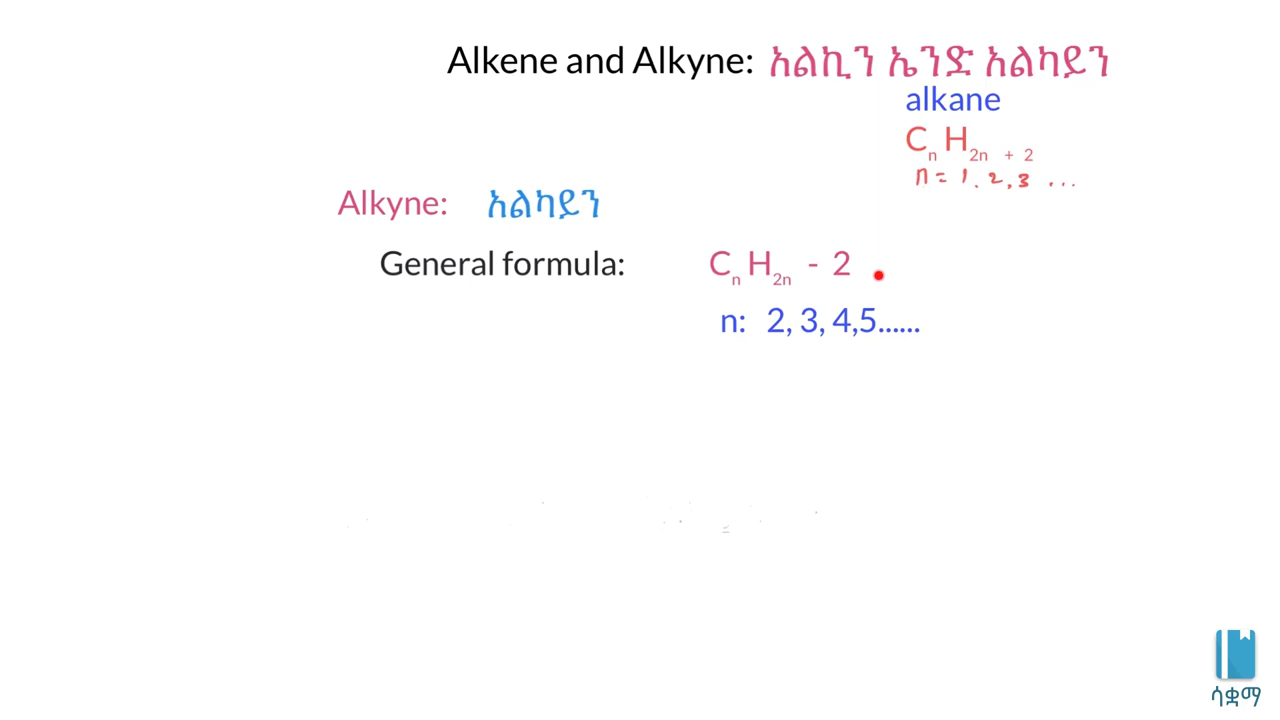 Alkene and Alkyne: አልኪን ኤንድ አልካይን
alkane
CₙH₂ₙ ₊ ₂
n = 1, 2, 3 ...
Alkyne: አልካይን
General formula: CₙH₂ₙ - 2
n: 2, 3, 4,5......
ሳቋማ